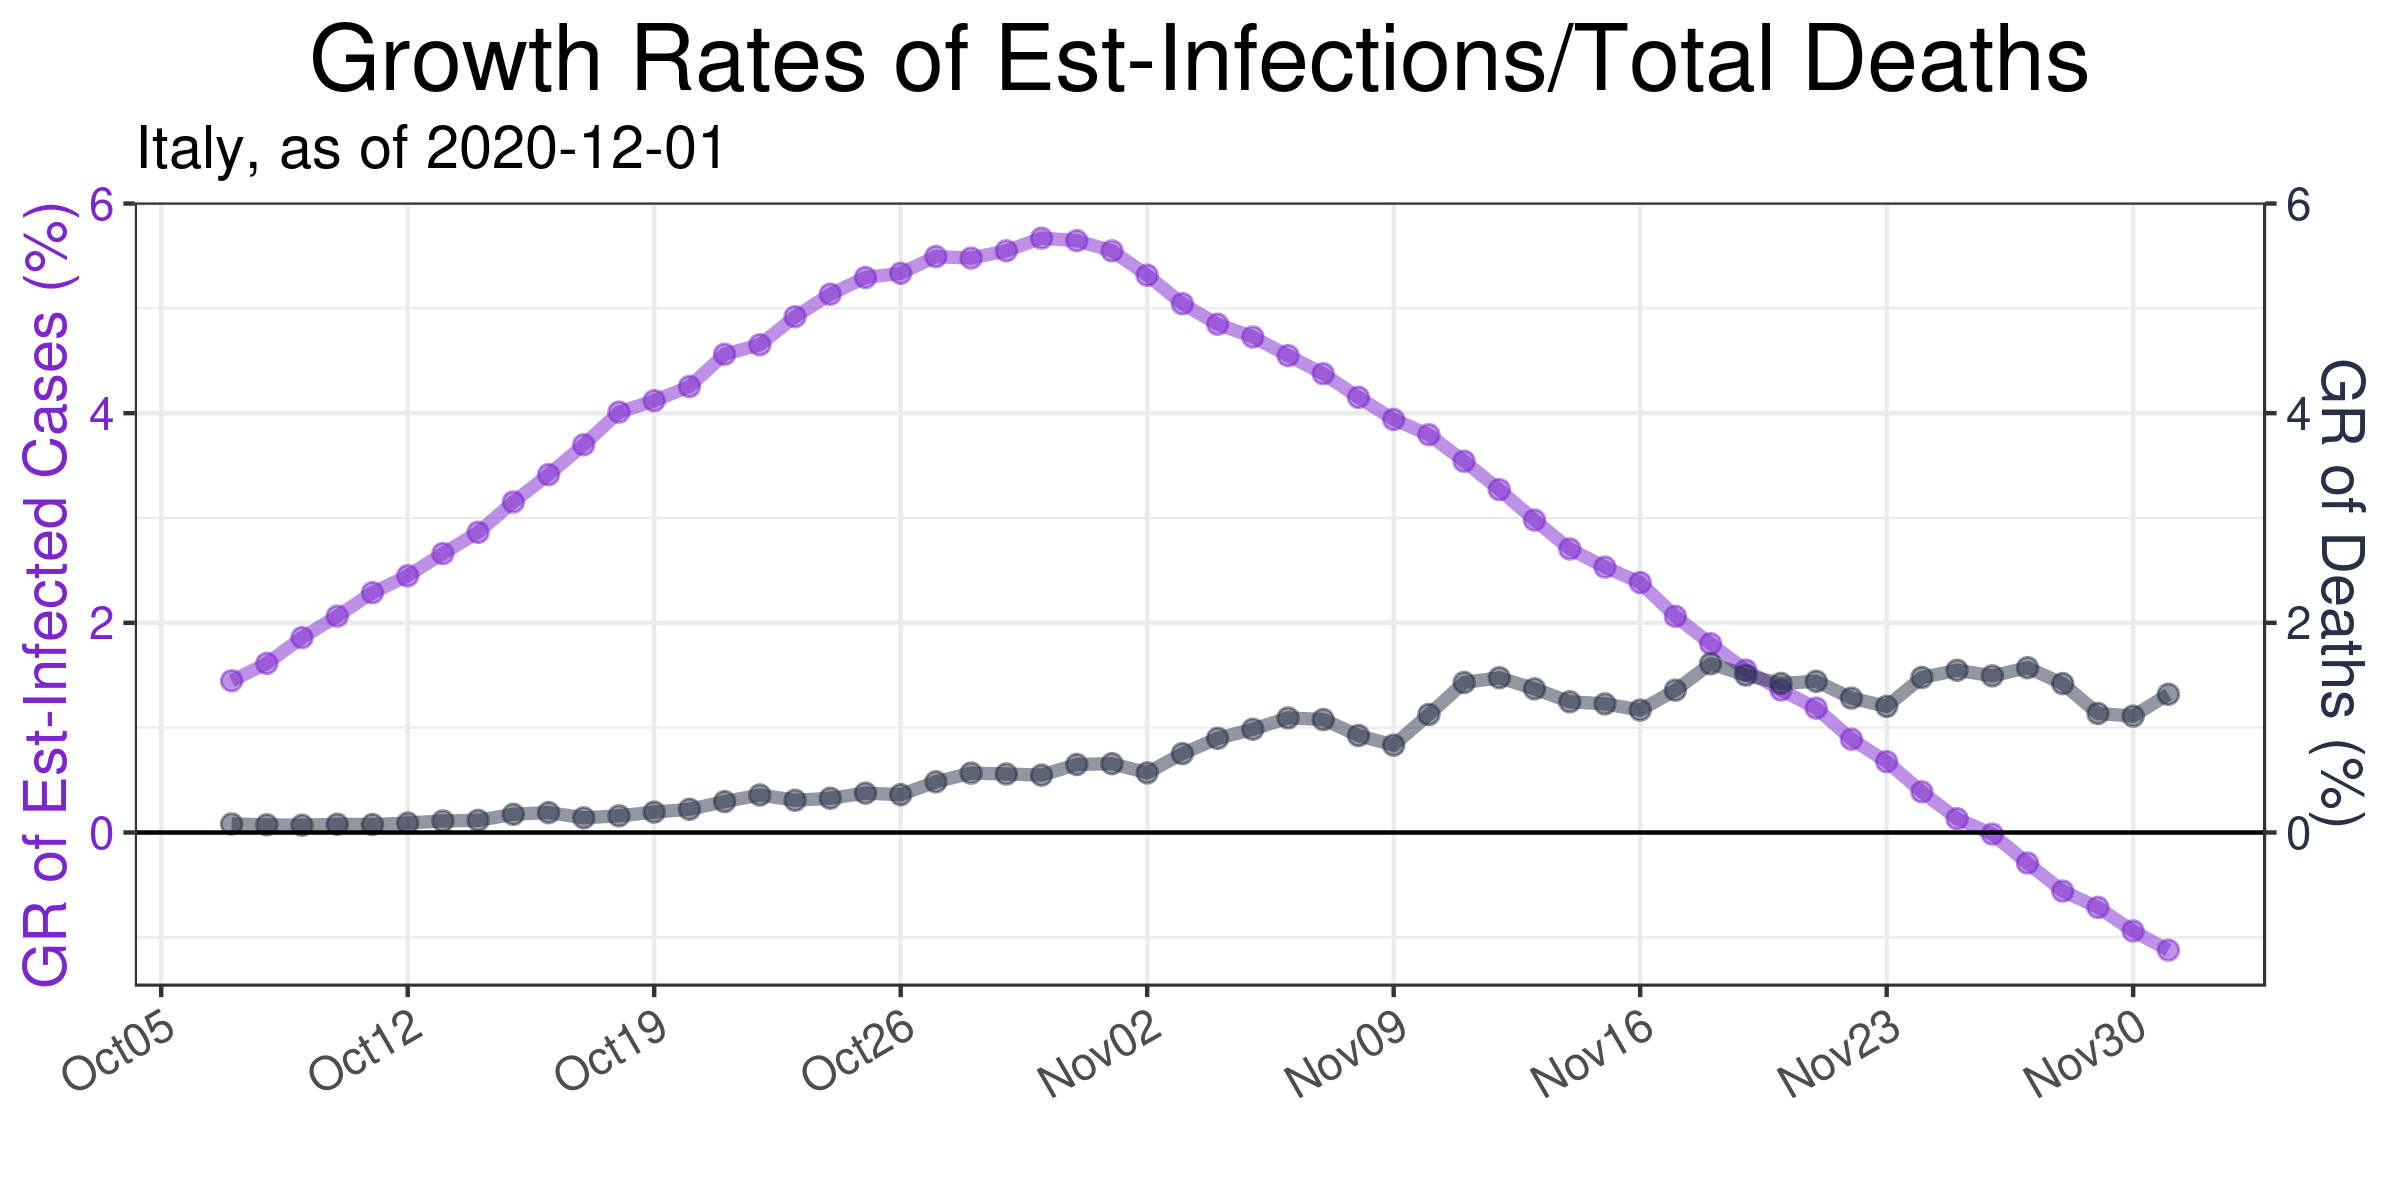 Growth Rates of Est-Infections/Total Deaths
Italy, as of 2020-12-01
GR of Est-Infected Cases (%)
6
4
2
0
6
4
2
0
GR of Deaths (%)
Oct05
Oct12
Oct19
Oct26
Nov02
Nov09
Nov16
Nov23
Nov30